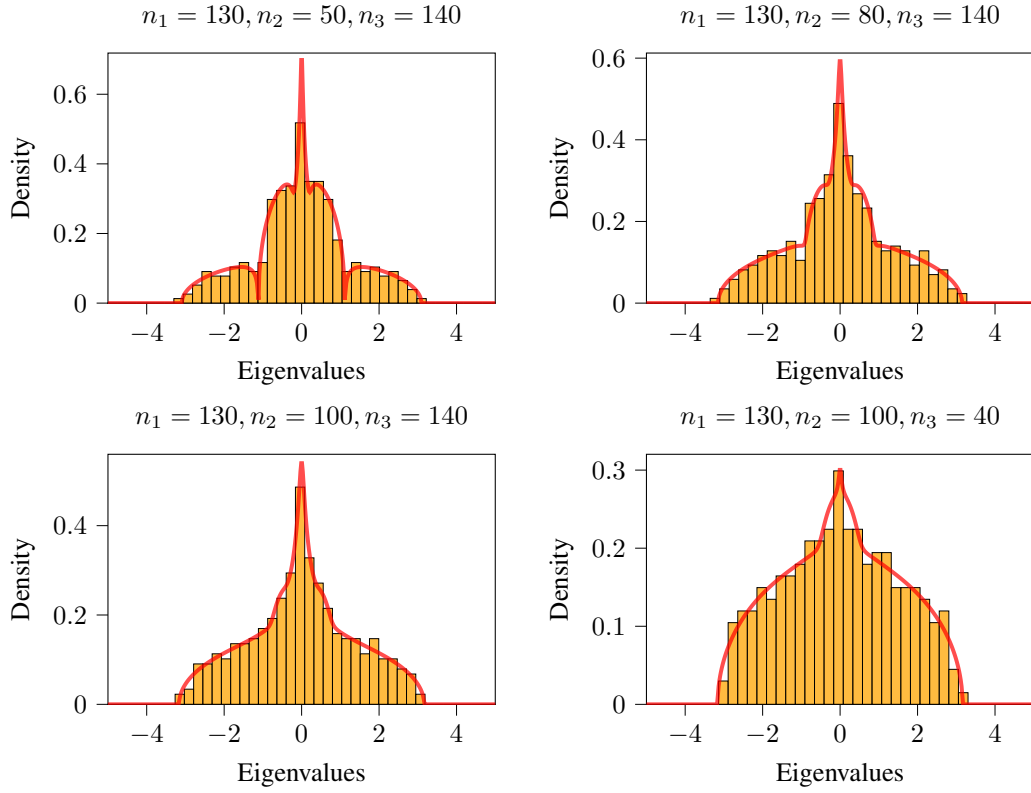 n₁ = 130, n₂ = 50, n₃ = 140
0.6
0.4
0.2
0
Density
−4 −2 0 2 4
Eigenvalues
n₁ = 130, n₂ = 80, n₃ = 140
0.6
0.4
0.2
0
Density
−4 −2 0 2 4
Eigenvalues
n₁ = 130, n₂ = 100, n₃ = 140
0.4
0.2
0
Density
−4 −2 0 2 4
Eigenvalues
n₁ = 130, n₂ = 100, n₃ = 40
0.3
0.2
0.1
0
Density
−4 −2 0 2 4
Eigenvalues